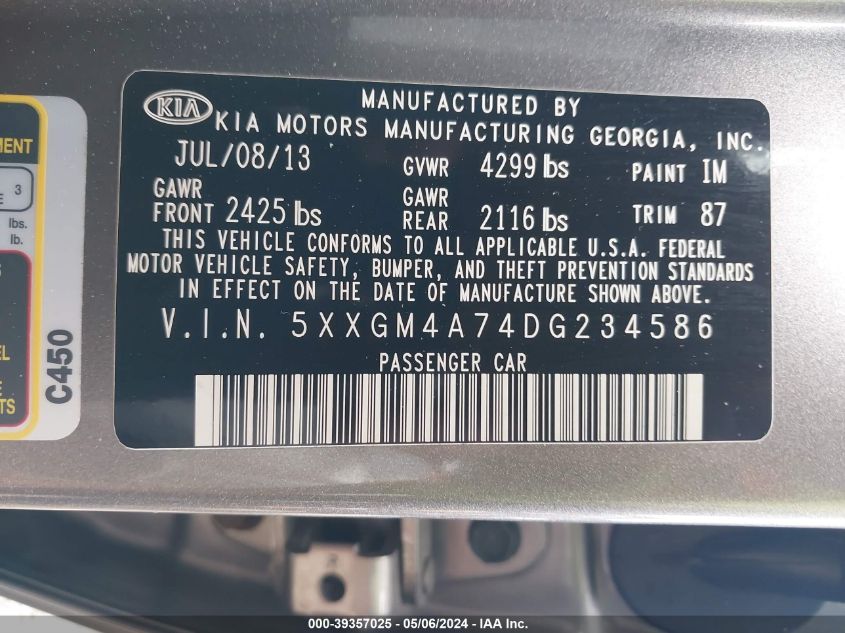 MENT
3
E
lbs.
lb.
S
EL
E
TS
C450
KIA
MANUFACTURED BY
KIA MOTORS MANUFACTURING GEORGIA, INC.
JUL/08/13 GVWR 4299 lbs PAINT IM
GAWR FRONT 2425 lbs GAWR REAR 2116 lbs TRIM 87
THIS VEHICLE CONFORMS TO ALL APPLICABLE U.S.A. FEDERAL
MOTOR VEHICLE SAFETY, BUMPER, AND THEFT PREVENTION STANDARDS
IN EFFECT ON THE DATE OF MANUFACTURE SHOWN ABOVE.
V.I.N. 5XXGM4A74DG234586
PASSENGER CAR
000-39357025 - 05/06/2024 - IAA Inc.